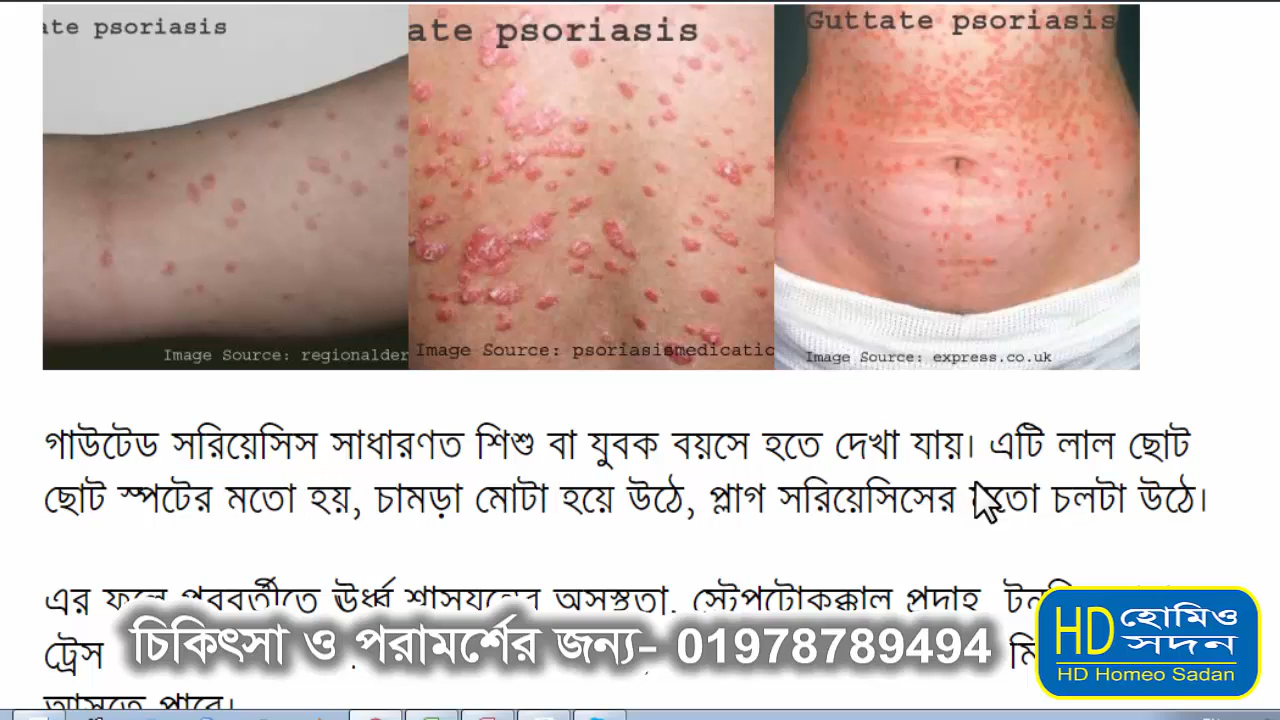 ate psoriasis
ate psoriasis
Guttate psoriasis
Image Source: regionalder
Image Source: psoriasismedicatic
Image Source: express.co.uk
গাউটেড সরিয়েসিস সাধারণত শিশু বা যুবক বয়সে হতে দেখা যায়। এটি লাল ছোট
ছোট স্পটের মতো হয়, চামড়া মোটা হয়ে উঠে, প্লাগ সরিয়েসিসের মতো চলটা উঠে।
এর ফলে পরবর্তীতে ঊর্ধ্ব শ্বাসযন্ত্রের অসুস্থতা, স্ট্রেপটোকক্কাল প্রদাহ,
ট্রেস
আসতে পারে।
চিকিৎসা ও পরামর্শের জন্য- 01978789494
HD হোমিও সদন
HD Homeo Sadan